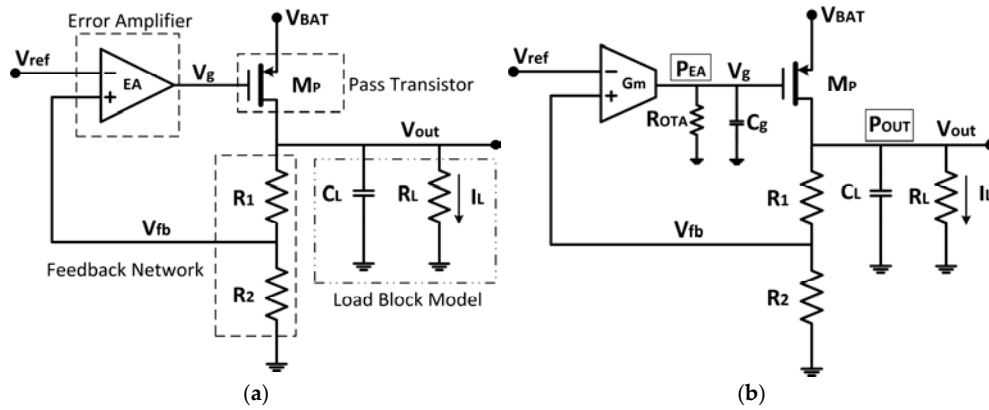 Error Amplifier
Vref
−
+
EA
Vg
VBAT
MP
Pass Transistor
Vout
R1
CL
RL
IL
Vfb
Feedback Network
R2
Load Block Model
(a)
Vref
−
+
Gm
PEA
Vg
VBAT
MP
ROTA
Cg
POUT
Vout
R1
CL
RL
IL
Vfb
R2
(b)